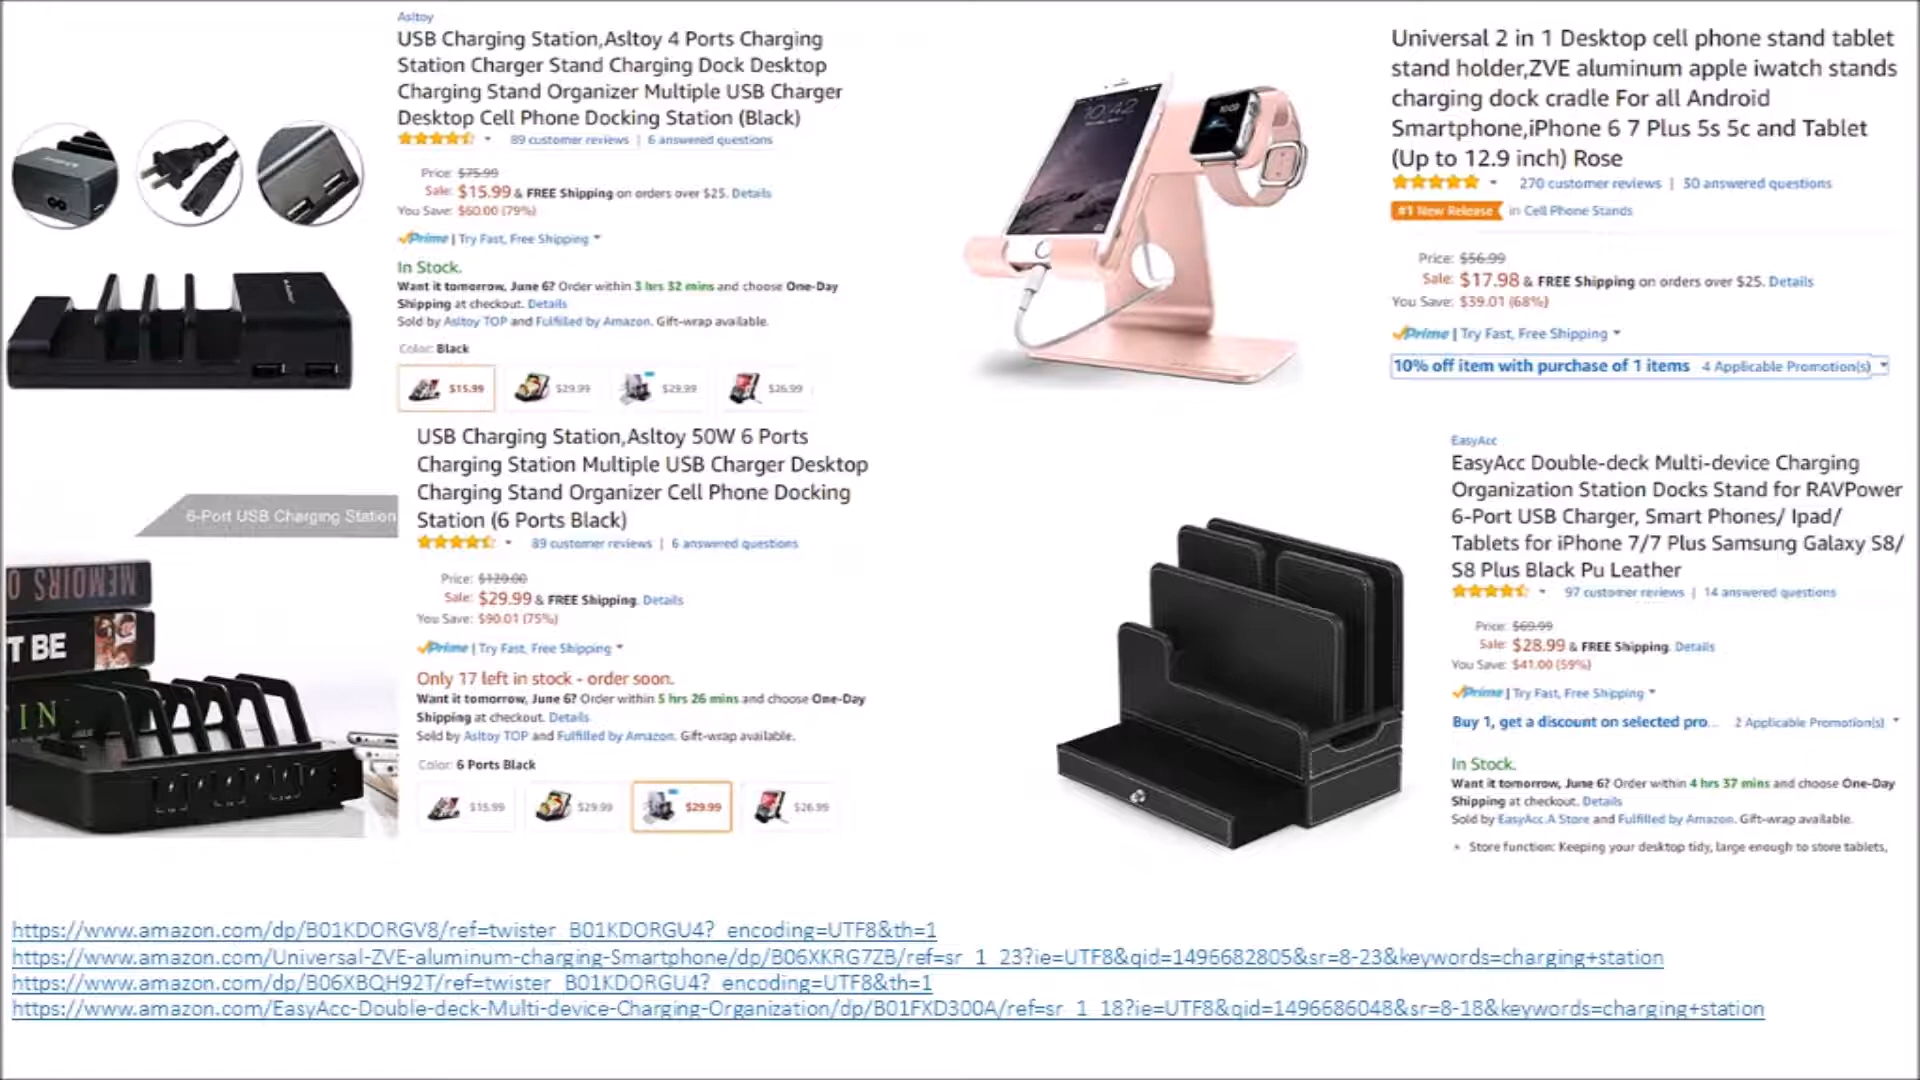 Asltoy
USB Charging Station,Asltoy 4 Ports Charging
Station Charger Stand Charging Dock Desktop
Charging Stand Organizer Multiple USB Charger
Desktop Cell Phone Docking Station (Black)
89 customer reviews | 6 answered questions
Price: $75.99
Sale: $15.99 & FREE Shipping on orders over $25. Details
You Save: $60.00 (79%)
Prime | Try Fast, Free Shipping
In Stock.
Want it tomorrow, June 6? Order within 3 hrs 32 mins and choose One-Day
Shipping at checkout. Details
Sold by Asltoy TOP and Fulfilled by Amazon. Gift-wrap available.
Color: Black
$15.99 $29.99 $29.99 $26.99
Universal 2 in 1 Desktop cell phone stand tablet
stand holder,ZVE aluminum apple iwatch stands
charging dock cradle For all Android
Smartphone,iPhone 6 7 Plus 5s 5c and Tablet
(Up to 12.9 inch) Rose
270 customer reviews | 30 answered questions
#1 New Release in Cell Phone Stands
Price: $56.99
Sale: $17.98 & FREE Shipping on orders over $25. Details
You Save: $39.01 (68%)
Prime | Try Fast, Free Shipping
10% off item with purchase of 1 items 4 Applicable Promotion(s)
10:42
USB Charging Station,Asltoy 50W 6 Ports
Charging Station Multiple USB Charger Desktop
Charging Stand Organizer Cell Phone Docking
Station (6 Ports Black)
89 customer reviews | 6 answered questions
Price: $120.00
Sale: $29.99 & FREE Shipping. Details
You Save: $90.01 (75%)
Prime | Try Fast, Free Shipping
Only 17 left in stock - order soon.
Want it tomorrow, June 6? Order within 5 hrs 26 mins and choose One-Day
Shipping at checkout. Details
Sold by Asltoy TOP and Fulfilled by Amazon. Gift-wrap available.
Color: 6 Ports Black
$15.99 $29.99 $29.99 $26.99
6-Port USB Charging Station
MEMOIRS O
T BE
IN
EasyAcc
EasyAcc Double-deck Multi-device Charging
Organization Station Docks Stand for RAVPower
6-Port USB Charger, Smart Phones/ Ipad/
Tablets for iPhone 7/7 Plus Samsung Galaxy S8/
S8 Plus Black Pu Leather
97 customer reviews | 14 answered questions
Price: $69.99
Sale: $28.99 & FREE Shipping. Details
You Save: $41.00 (59%)
Prime | Try Fast, Free Shipping
Buy 1, get a discount on selected pro... 2 Applicable Promotion(s)
In Stock.
Want it tomorrow, June 6? Order within 4 hrs 37 mins and choose One-Day
Shipping at checkout. Details
Sold by EasyAcc.A Store and Fulfilled by Amazon. Gift-wrap available.
Store function: Keeping your desktop tidy, large enough to store tablets,
https://www.amazon.com/dp/B01KDORGV8/ref=twister_B01KDORGU4?_encoding=UTF8&th=1
https://www.amazon.com/Universal-ZVE-aluminum-charging-Smartphone/dp/B06XKRG7ZB/ref=sr_1_23?ie=UTF8&qid=1496682805&sr=8-23&keywords=charging+station
https://www.amazon.com/dp/B06XBQH92T/ref=twister_B01KDORGU4?_encoding=UTF8&th=1
https://www.amazon.com/EasyAcc-Double-deck-Multi-device-Charging-Organization/dp/B01FXD300A/ref=sr_1_18?ie=UTF8&qid=1496686048&sr=8-18&keywords=charging+station